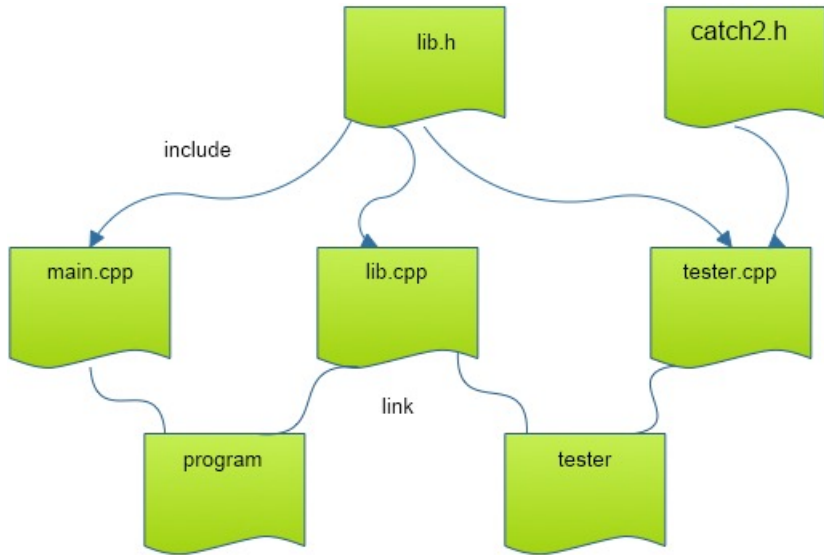 lib.h
catch2.h
include
main.cpp
lib.cpp
tester.cpp
link
program
tester